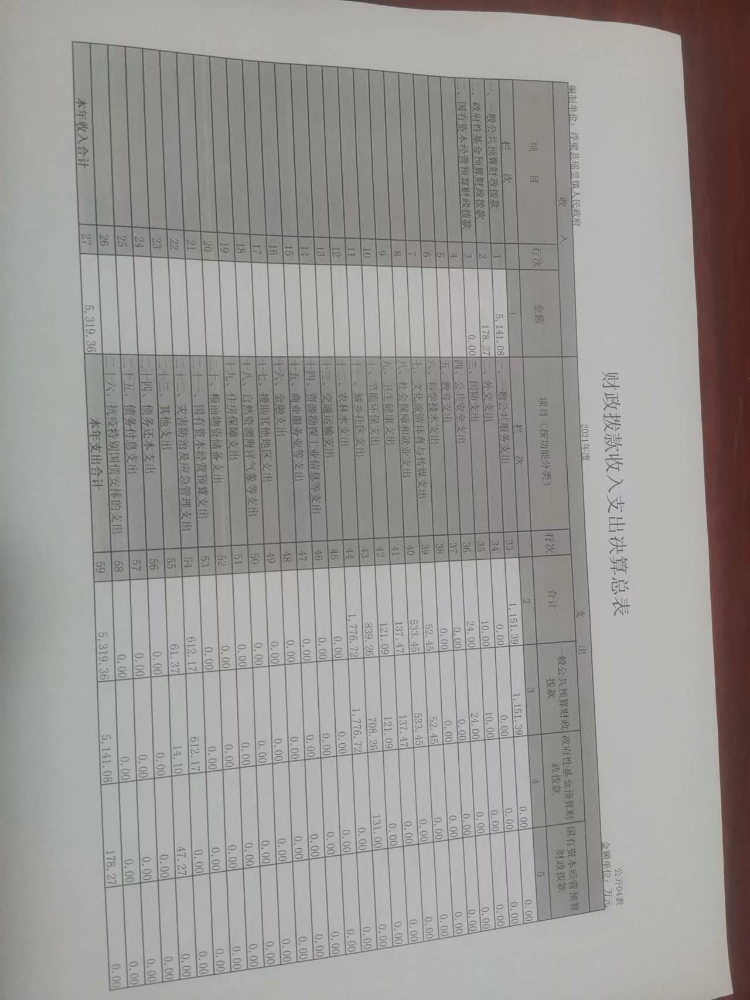 财政拨款收入支出决算总表
公开04表
编制单位:浮梁县瑶里镇人民政府 2021年度 金额单位:万元
收 入 支 出
项 目 行次 金额 项目(按功能分类) 行次 合计 一般公共预算财政拨款 政府性基金预算财政拨款 国有资本经营预算财政拨款
栏 次 1 栏 次 2 3 4 5
一、一般公共预算财政拨款 1 5,141.08 一、一般公共服务支出 33 1,151.39 1,151.39 0.00 0.00
二、政府性基金预算财政拨款 2 178.27 二、外交支出 34 0.00 0.00 0.00 0.00
三、国有资本经营预算财政拨款 3 0.00 三、国防支出 35 10.00 10.00 0.00 0.00
4 四、公共安全支出 36 24.00 24.00 0.00 0.00
5 五、教育支出 37 0.00 0.00 0.00 0.00
6 六、科学技术支出 38 0.00 0.00 0.00 0.00
7 七、文化旅游体育与传媒支出 39 52.45 52.45 0.00 0.00
8 八、社会保障和就业支出 40 533.45 533.45 0.00 0.00
9 九、卫生健康支出 41 137.47 137.47 0.00 0.00
10 十、节能环保支出 42 121.09 121.09 0.00 0.00
11 十一、城乡社区支出 43 839.26 708.26 131.00 0.00
12 十二、农林水支出 44 1,776.72 1,776.72 0.00 0.00
13 十三、交通运输支出 45 0.00 0.00 0.00 0.00
14 十四、资源勘探工业信息等支出 46 0.00 0.00 0.00 0.00
15 十五、商业服务业等支出 47 0.00 0.00 0.00 0.00
16 十六、金融支出 48 0.00 0.00 0.00 0.00
17 十七、援助其他地区支出 49 0.00 0.00 0.00 0.00
18 十八、自然资源海洋气象等支出 50 0.00 0.00 0.00 0.00
19 十九、住房保障支出 51 0.00 0.00 0.00 0.00
20 二十、粮油物资储备支出 52 0.00 0.00 0.00 0.00
21 二十一、国有资本经营预算支出 53 0.00 0.00 0.00 0.00
22 二十二、灾害防治及应急管理支出 54 612.17 612.17 0.00 0.00
23 二十三、其他支出 55 61.37 14.10 47.27 0.00
24 二十四、债务还本支出 56 0.00 0.00 0.00 0.00
25 二十五、债务付息支出 57 0.00 0.00 0.00 0.00
26 二十六、抗疫特别国债安排的支出 58 0.00 0.00 0.00 0.00
本年收入合计 27 5,319.36 本年支出合计 59 5,319.36 5,141.08 178.27 0.00